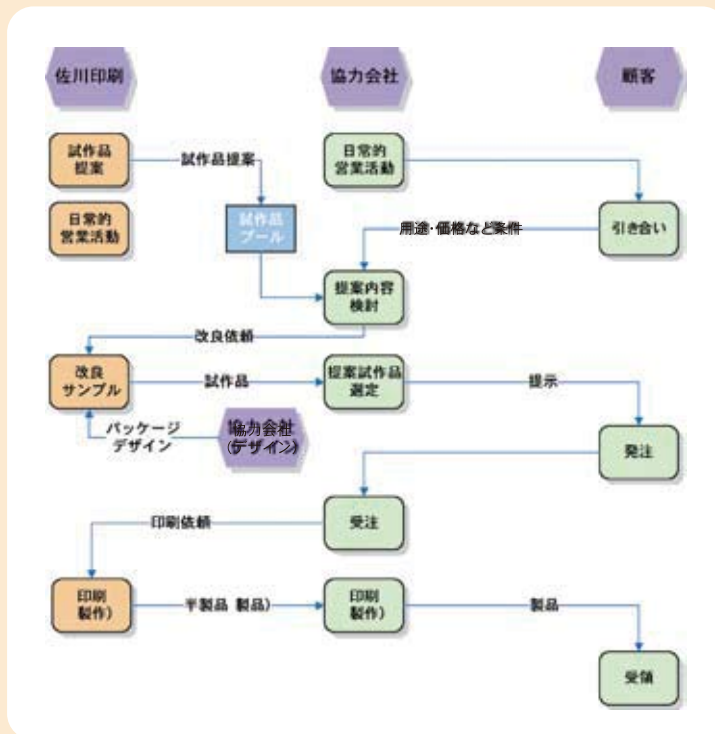 佐川印刷
協力会社
顧客
試作品
提案
試作品提案
日常的
営業活動
日常的
営業活動
試作品
プール
用途・価格など条件
引き合い
提案内容
検討
改良依頼
改良
サンプル
試作品
提案試作品
選定
提示
パッケージ
デザイン
協力会社
(デザイン)
発注
印刷依頼
受注
印刷
製作)
半製品 製品)
印刷
製作)
製品
受領